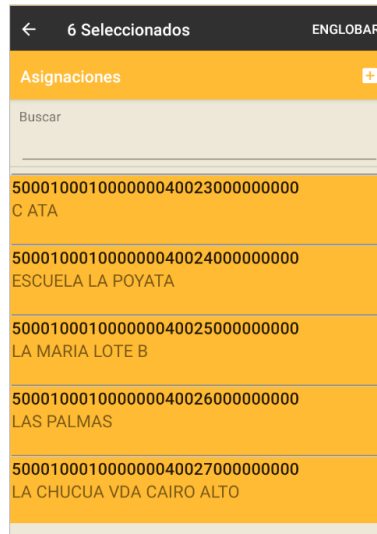 6 Seleccionados
ENGLOBAR
Asignaciones
Buscar
500010001000000040023000000000
C ATA
500010001000000040024000000000
ESCUELA LA POYATA
500010001000000040025000000000
LA MARIA LOTE B
500010001000000040026000000000
LAS PALMAS
500010001000000040027000000000
LA CHUCUA VDA CAIRO ALTO